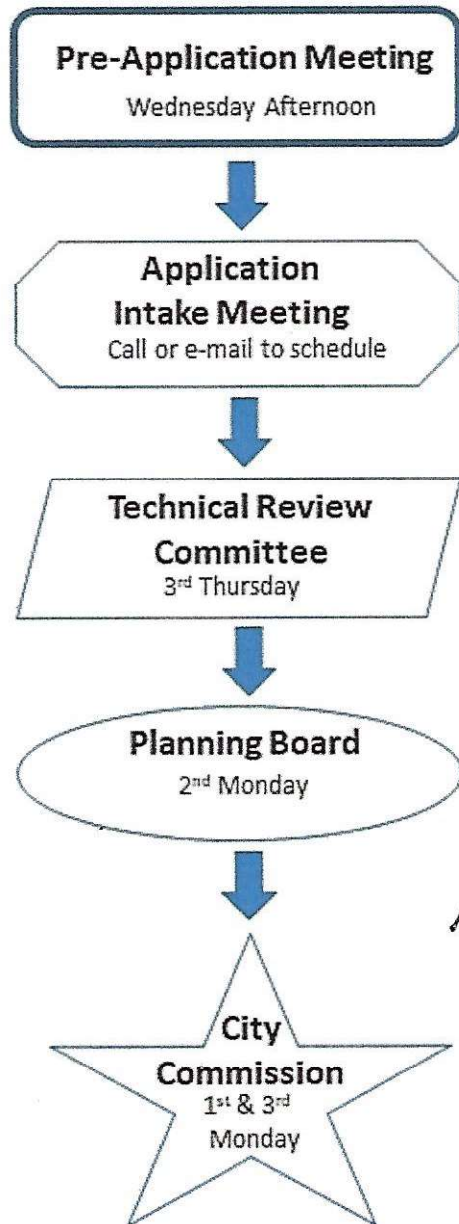 Pre-Application Meeting
Wednesday Afternoon
Application
Intake Meeting
Call or e-mail to schedule
Technical Review
Committee
3rd Thursday
Planning Board
2nd Monday
City
Commission
1st & 3rd
Monday